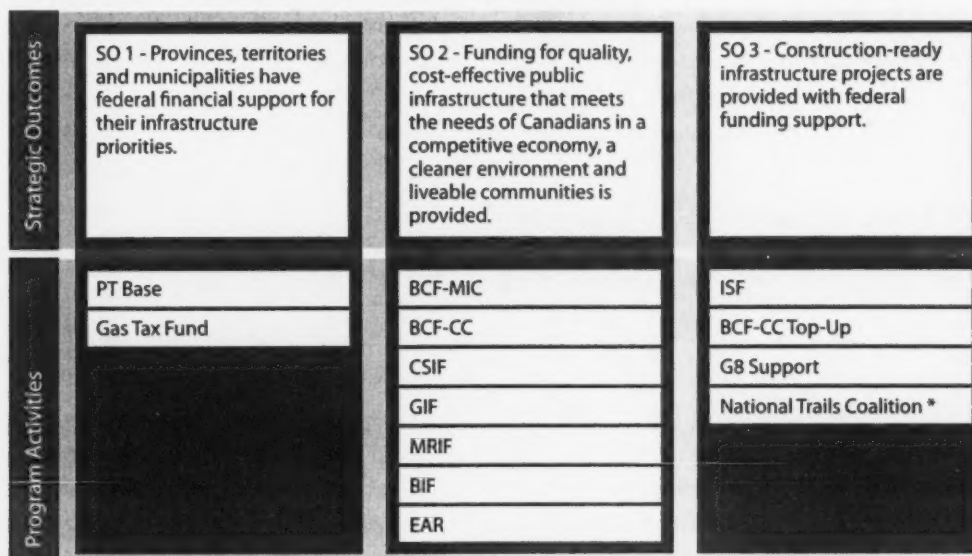 Strategic Outcomes
SO 1 - Provinces, territories
and municipalities have
federal financial support for
their infrastructure
priorities.
SO 2 - Funding for quality,
cost-effective public
infrastructure that meets
the needs of Canadians in a
competitive economy, a
cleaner environment and
liveable communities is
provided.
SO 3 - Construction-ready
infrastructure projects are
provided with federal
funding support.
Program Activities
PT Base
Gas Tax Fund
BCF-MIC
BCF-CC
CSIF
GIF
MRIF
BIF
EAR
ISF
BCF-CC Top-Up
G8 Support
National Trails Coalition *